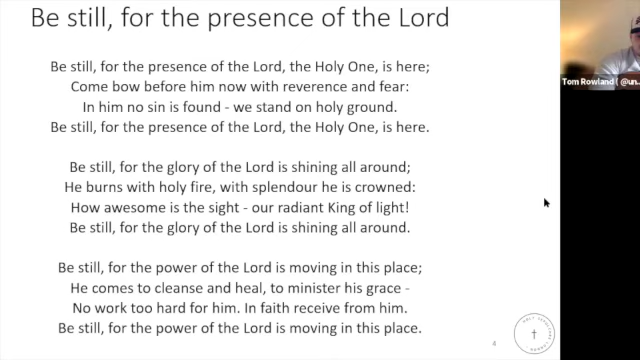 Be still, for the presence of the Lord
Be still, for the presence of the Lord, the Holy One, is here;
Come bow before him now with reverence and fear:
In him no sin is found - we stand on holy ground.
Be still, for the presence of the Lord, the Holy One, is here.
Be still, for the glory of the Lord is shining all around;
He burns with holy fire, with splendour he is crowned:
How awesome is the sight - our radiant King of light!
Be still, for the glory of the Lord is shining all around.
Be still, for the power of the Lord is moving in this place;
He comes to cleanse and heal, to minister his grace -
No work too hard for him. In faith receive from him.
Be still, for the power of the Lord is moving in this place.
4
Tom Rowland ( @un...